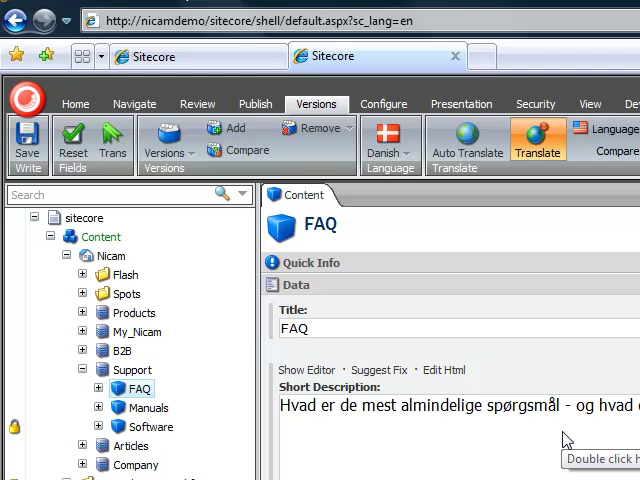 http://nicamdemo/sitecore/shell/default.aspx?sc_lang=en
Sitecore
Sitecore
Home Navigate Review Publish Versions Configure Presentation Security View
Save Reset Trans Versions Add Remove Danish Auto Translate Translate Language
Compare Compare
Write Fields Versions Language Translate
Search
Content
sitecore
Content
Nicam
Flash
Spots
Products
My_Nicam
B2B
Support
FAQ
Manuals
Software
Articles
Company
FAQ
Quick Info
Data
Title:
FAQ
Show Editor · Suggest Fix · Edit Html
Short Description:
Hvad er de mest almindelige spørgsmål - og hvad
Double click